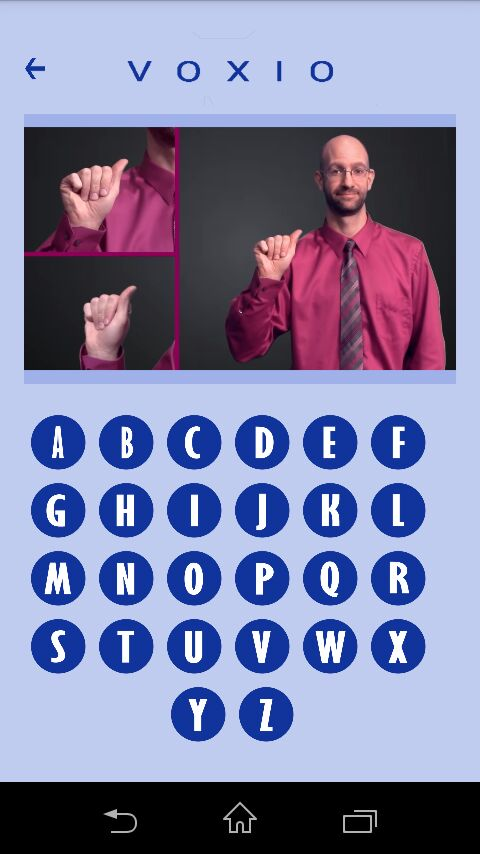 VOXIO
A B C D E F
G H I J K L
M N O P Q R
S T U V W X
Y Z